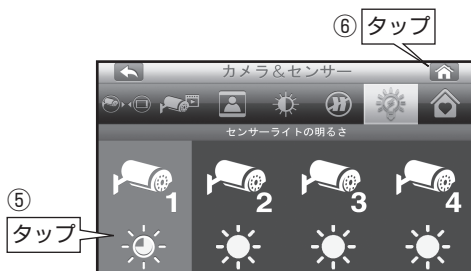 ⑥ タップ
カメラ&センサー
センサーライトの明るさ
1 2 3 4
⑤
タップ